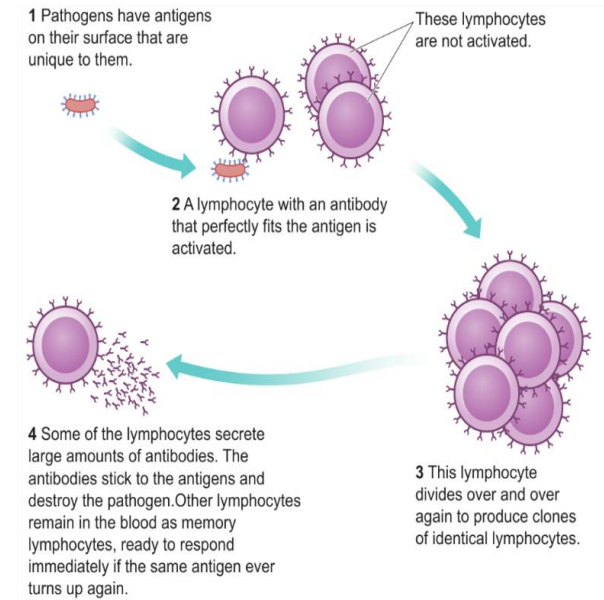 1 Pathogens have antigens
on their surface that are
unique to them.
These lymphocytes
are not activated.
2 A lymphocyte with an antibody
that perfectly fits the antigen is
activated.
3 This lymphocyte
divides over and over
again to produce clones
of identical lymphocytes.
4 Some of the lymphocytes secrete
large amounts of antibodies. The
antibodies stick to the antigens and
destroy the pathogen.Other lymphocytes
remain in the blood as memory
lymphocytes, ready to respond
immediately if the same antigen ever
turns up again.